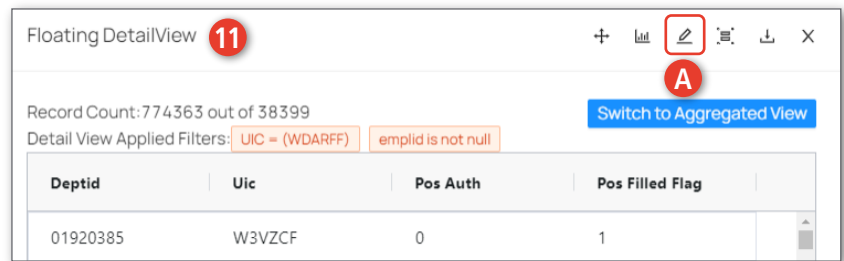 Floating DetailView 11
A
Record Count:774363 out of 38399
Switch to Aggregated View
Detail View Applied Filters: UIC = (WDARFF) emplid is not null
Deptid Uic Pos Auth Pos Filled Flag
01920385 W3VZCF 0 1